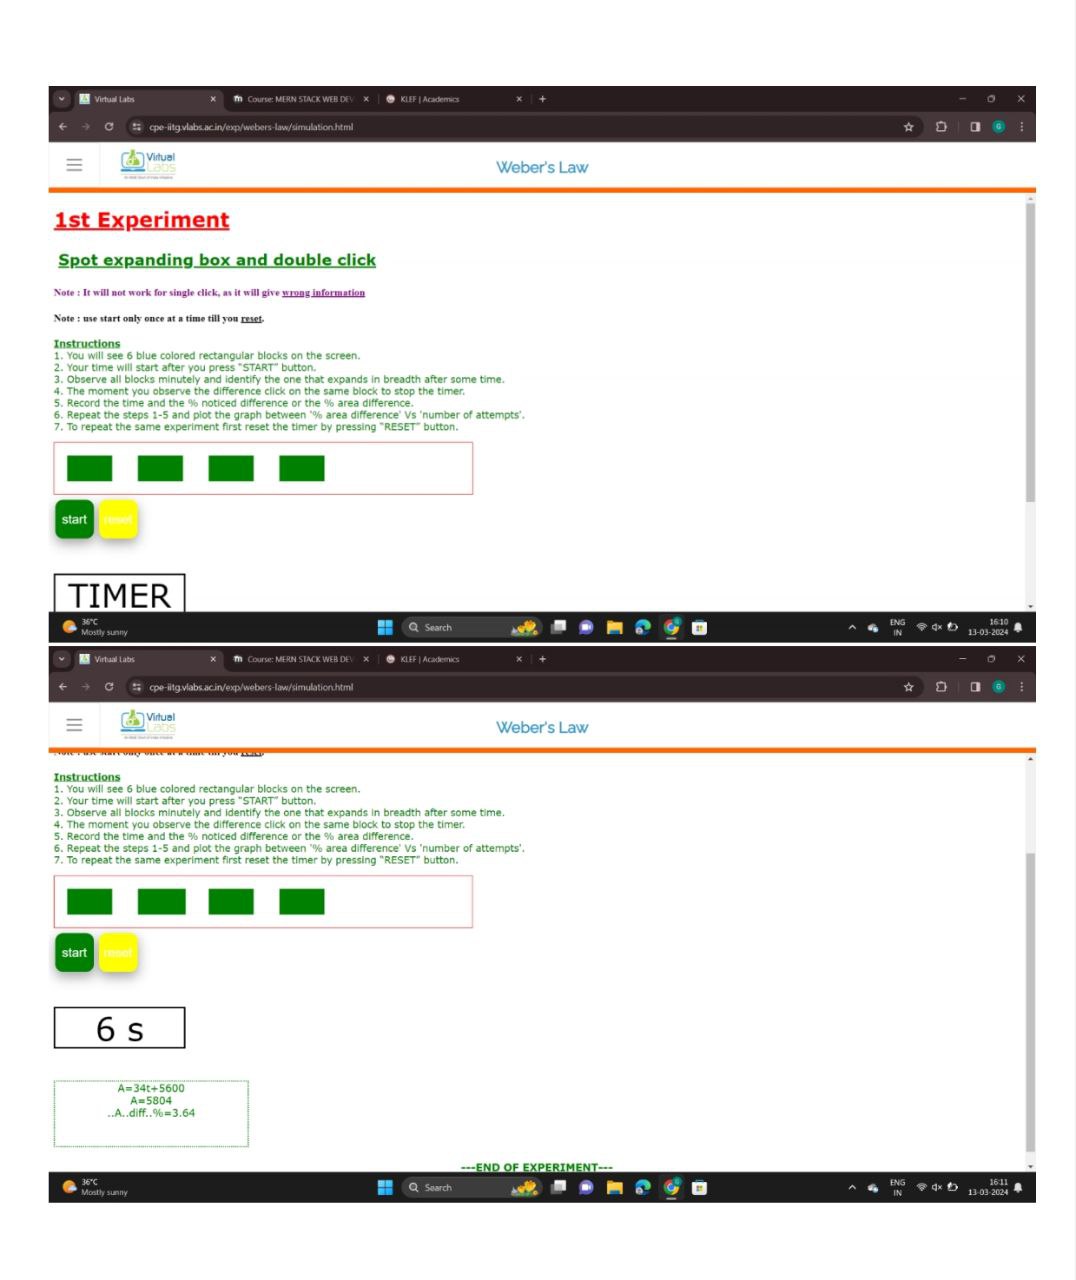 Virtual Labs
Course: MERN STACK WEB DEV
KLEF | Academics
cpe-iitg.vlabs.ac.in/exp/webers-law/simulation.html
G
Virtual
Labs
Weber's Law
1st Experiment
Spot expanding box and double click
Note : It will not work for single click, as it will give wrong information
Note : use start only once at a time till you reset.
Instructions
1. You will see 6 blue colored rectangular blocks on the screen.
2. Your time will start after you press "START" button.
3. Observe all blocks minutely and identify the one that expands in breadth after some time.
4. The moment you observe the difference click on the same block to stop the timer.
5. Record the time and the % noticed difference or the % area difference.
6. Repeat the steps 1-5 and plot the graph between '% area difference' Vs 'number of attempts'.
7. To repeat the same experiment first reset the timer by pressing "RESET" button.
start reset
TIMER
36°C
Mostly sunny
Search
ENG
IN
16:10
13-03-2024
Virtual Labs
Course: MERN STACK WEB DEV
KLEF | Academics
cpe-iitg.vlabs.ac.in/exp/webers-law/simulation.html
G
Virtual
Labs
Weber's Law
Note : use start only once at a time till you reset.
Instructions
1. You will see 6 blue colored rectangular blocks on the screen.
2. Your time will start after you press "START" button.
3. Observe all blocks minutely and identify the one that expands in breadth after some time.
4. The moment you observe the difference click on the same block to stop the timer.
5. Record the time and the % noticed difference or the % area difference.
6. Repeat the steps 1-5 and plot the graph between '% area difference' Vs 'number of attempts'.
7. To repeat the same experiment first reset the timer by pressing "RESET" button.
start reset
6 s
A=34t+5600
A=5804
..A..diff..%=3.64
---END OF EXPERIMENT---
36°C
Mostly sunny
Search
ENG
IN
16:11
13-03-2024